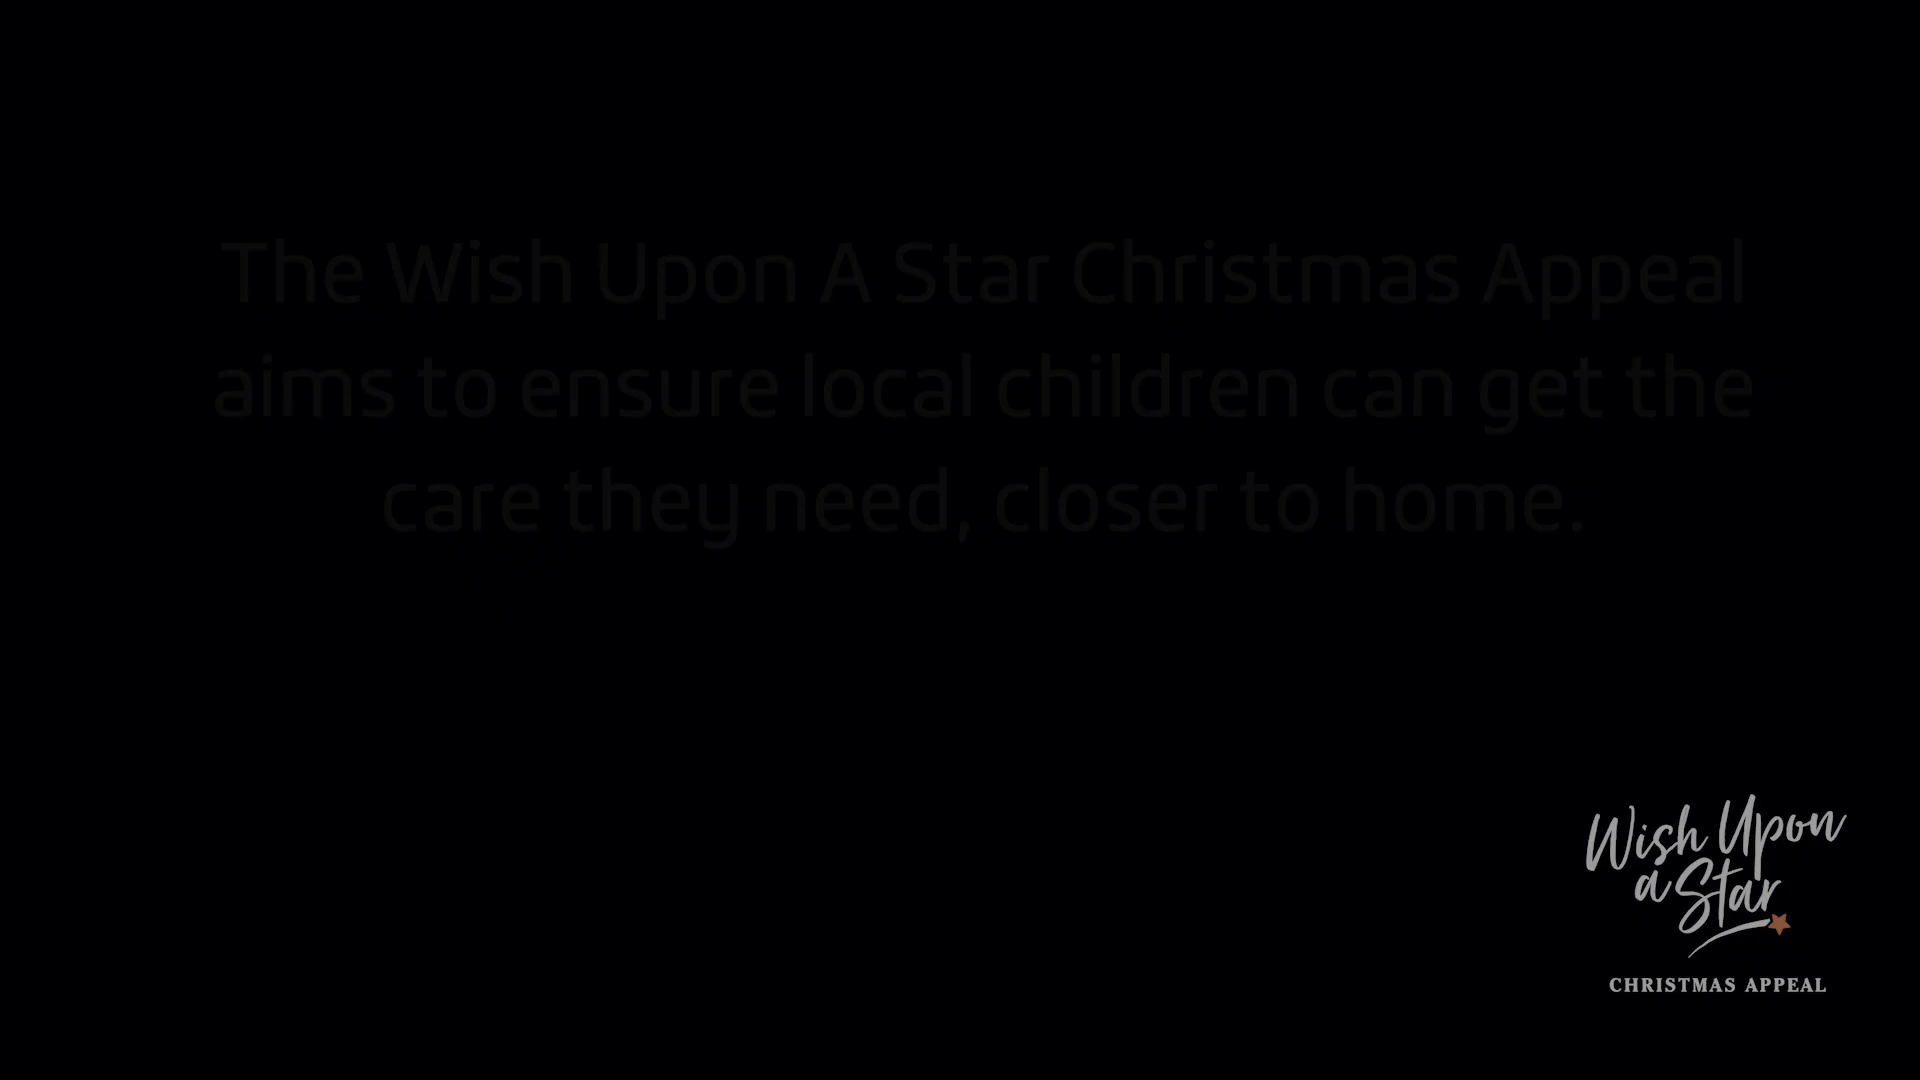 The Wish Upon A Star Christmas Appeal
aims to ensure local children can get the
care they need, closer to home.
Wish Upon
a Star
CHRISTMAS APPEAL